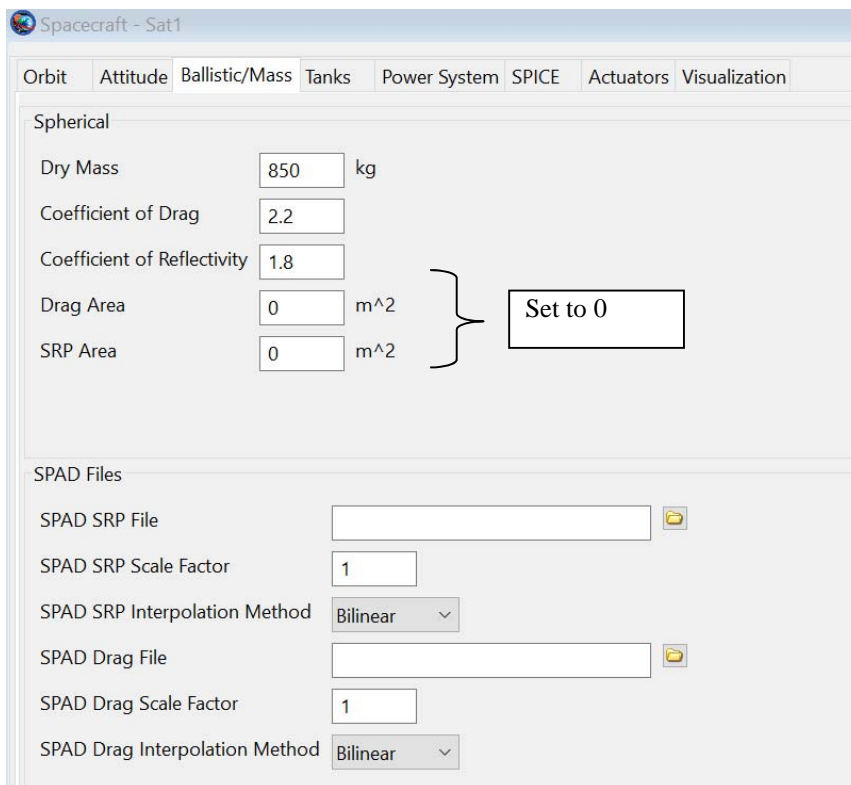 Spacecraft - Sat1
Orbit Attitude Ballistic/Mass Tanks Power System SPICE Actuators Visualization
Spherical
Dry Mass 850 kg
Coefficient of Drag 2.2
Coefficient of Reflectivity 1.8
Drag Area 0 m^2
Set to 0
SRP Area 0 m^2
SPAD Files
SPAD SRP File
SPAD SRP Scale Factor 1
SPAD SRP Interpolation Method Bilinear
SPAD Drag File
SPAD Drag Scale Factor 1
SPAD Drag Interpolation Method Bilinear